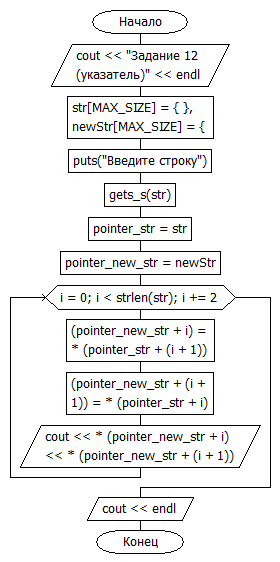 Начало
cout << "Задание 12
(указатель)" << endl
str[MAX_SIZE] = { },
newStr[MAX_SIZE] = {
puts("Введите строку")
gets_s(str)
pointer_str = str
pointer_new_str = newStr
i = 0; i < strlen(str); i += 2
(pointer_new_str + i) =
* (pointer_str + (i + 1))
(pointer_new_str + (i +
1)) = * (pointer_str + i)
cout << * (pointer_new_str + i)
<< * (pointer_new_str + (i + 1))
cout << endl
Конец